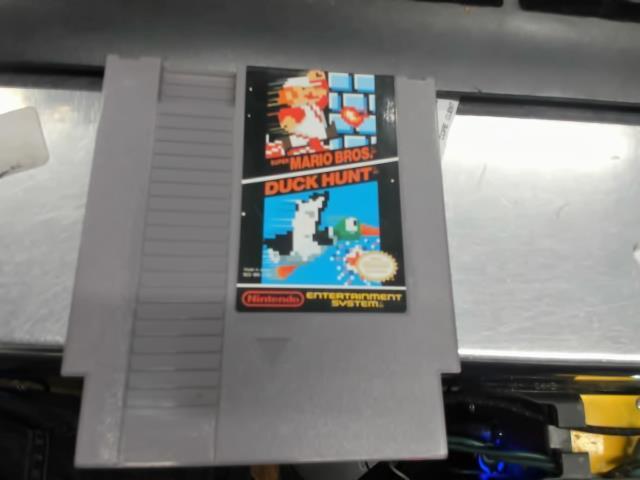 SUPER MARIO BROS.
DUCK HUNT
Nintendo
ENTERTAINMENT
SYSTEM